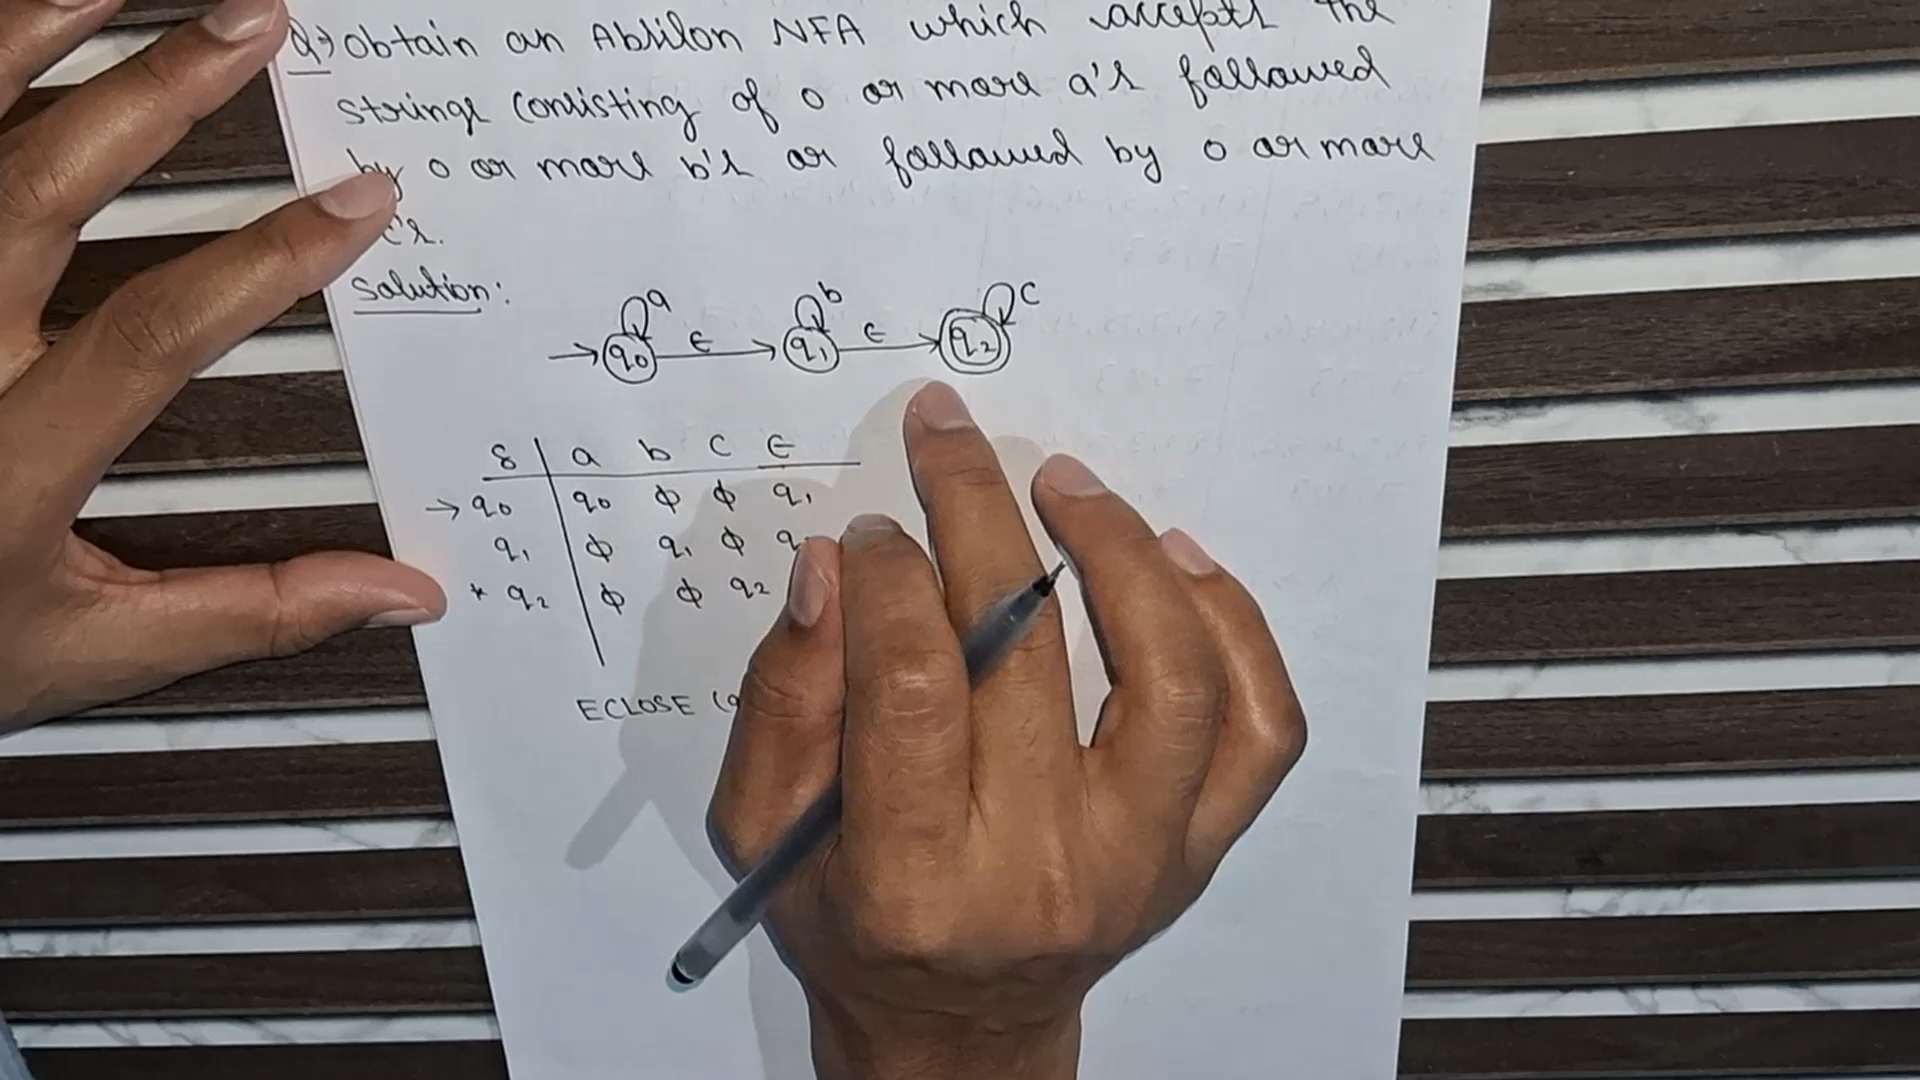 Q→ Obtain an Absilon NFA which accepts the
strings consisting of 0 or more a's followed
by 0 or more b's or followed by 0 or more
c's.
Solution:
a b c
→ q0 ∈ → q1 ∈ → q2
δ a b c ∈
→ q0 q0 ϕ ϕ q1
q1 ϕ q1 ϕ
* q2 ϕ ϕ q2
ECLOSE (q